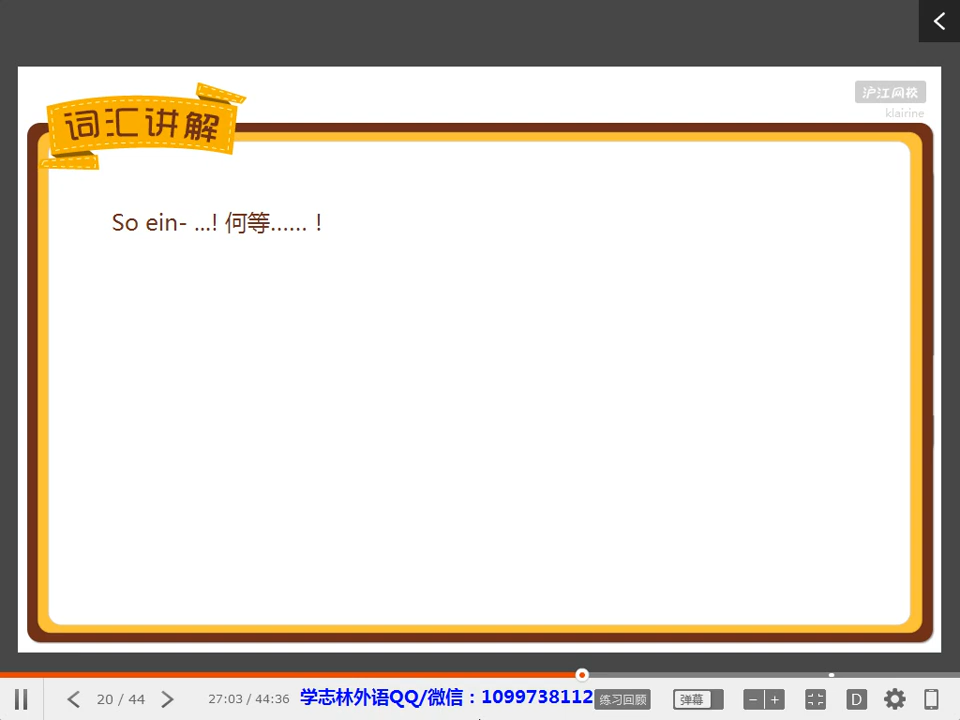 沪江网校
klairine
词汇讲解
So ein- ...! 何等...... !
20 / 44
27:03 / 44:36
学志林外语QQ/微信：1099738112
练习回顾
弹幕
D